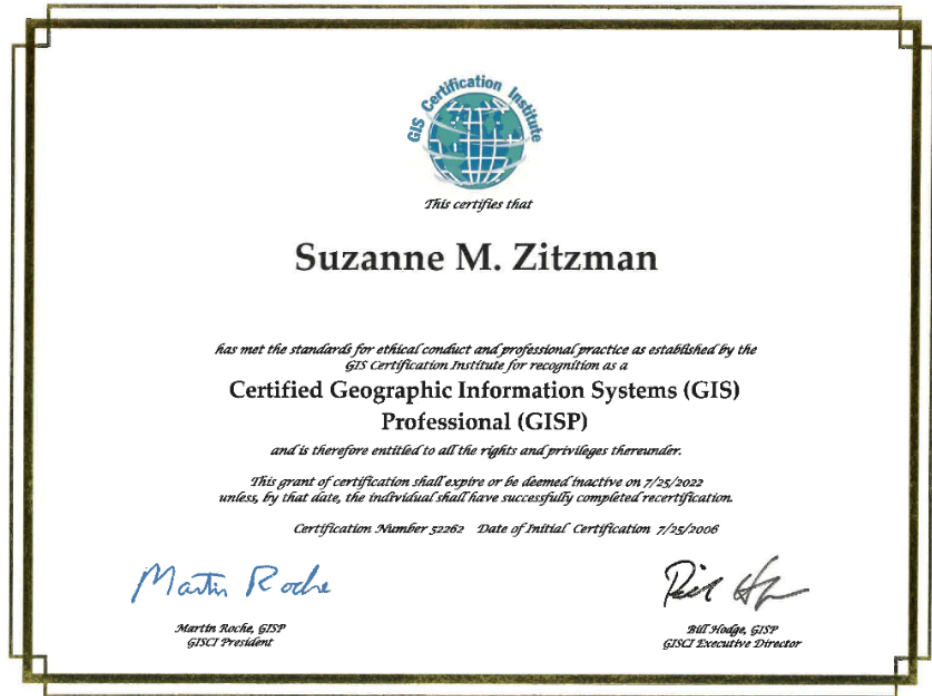 GIS Certification Institute
This certifies that
Suzanne M. Zitzman
has met the standards for ethical conduct and professional practice as established by the
GIS Certification Institute for recognition as a
Certified Geographic Information Systems (GIS)
Professional (GISP)
and is therefore entitled to all the rights and privileges thereunder.
This grant of certification shall expire or be deemed inactive on 7/25/2022
unless, by that date, the individual shall have successfully completed recertification.
Certification Number 52262 Date of Initial Certification 7/25/2006
Martin Roche
Martin Roche, GISP
GISCI President
Bill Hodge, GISP
GISCI Executive Director